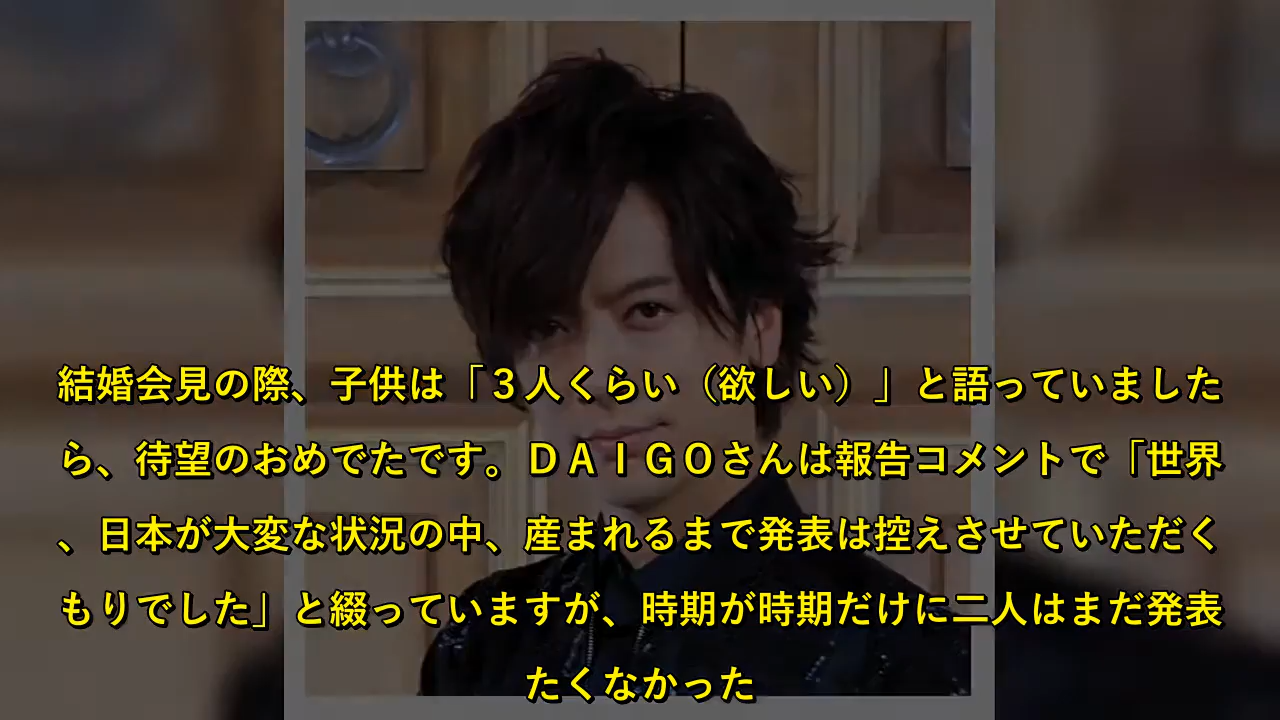 結婚会見の際、子供は「３人くらい（欲しい）」と語っていました
ら、待望のおめでたです。ＤＡＩＧＯさんは報告コメントで「世界
、日本が大変な状況の中、産まれるまで発表は控えさせていただく
もりでした」と綴っていますが、時期が時期だけに二人はまだ発表
たくなかった